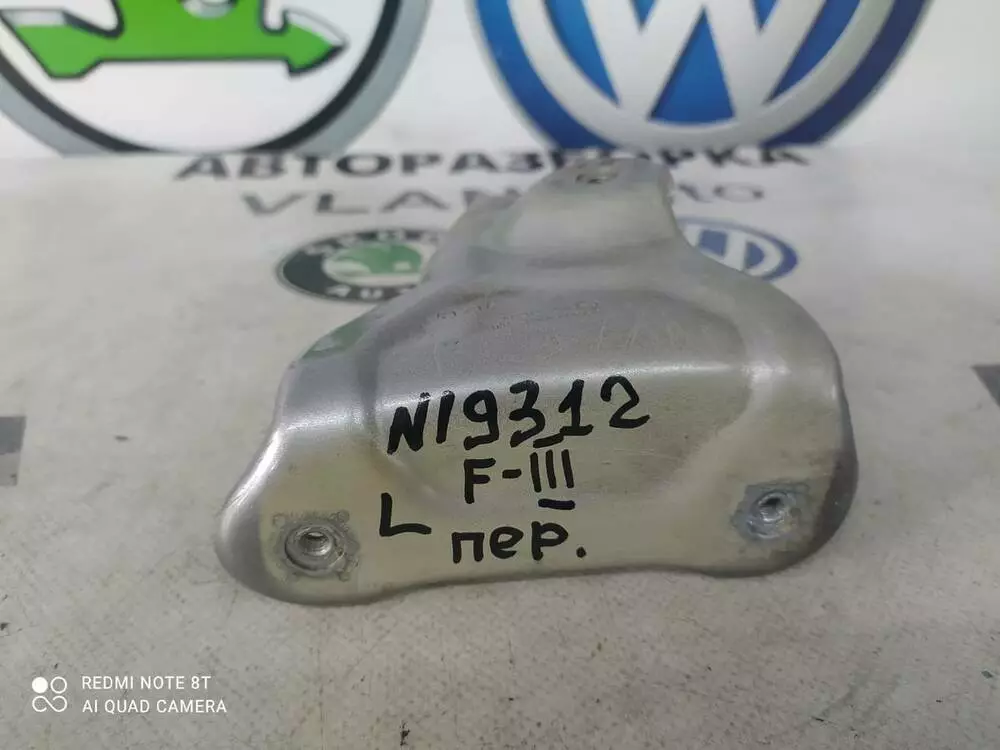 АВТОРАЗБОРКА
N19312
F-III
L
пер.
REDMI NOTE 8T
AI QUAD CAMERA